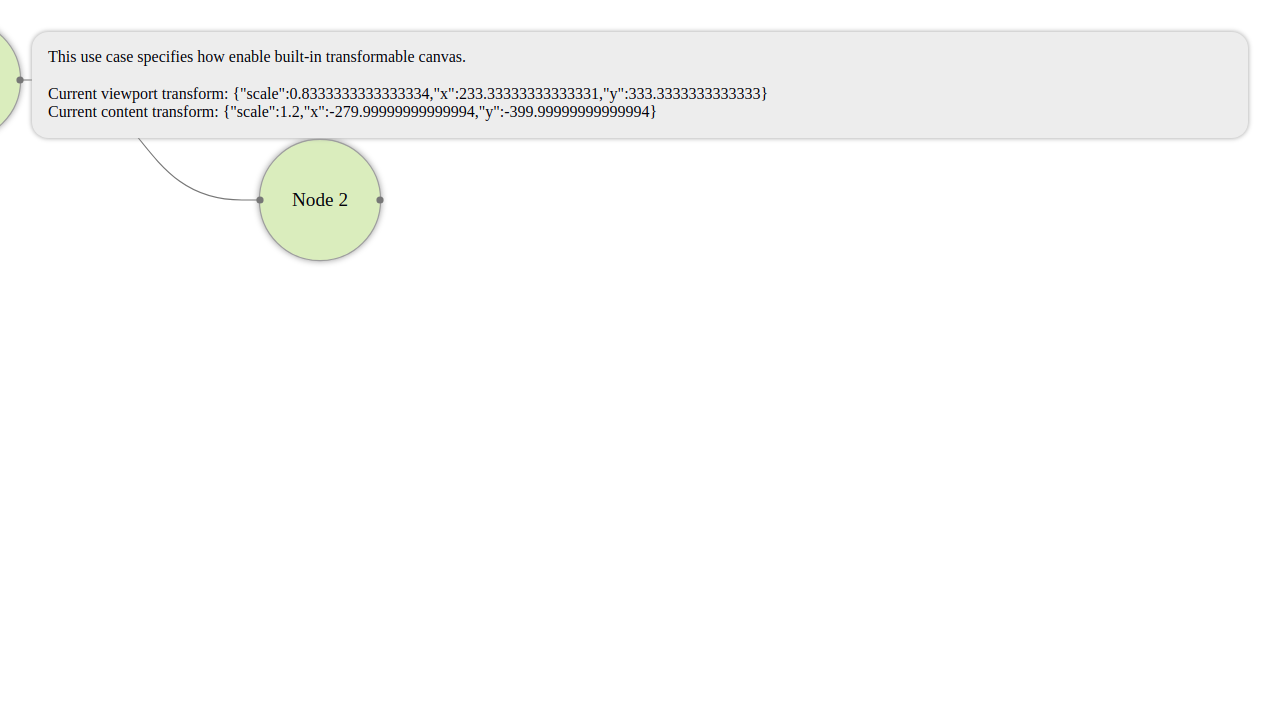 This use case specifies how enable built-in transformable canvas.
Current viewport transform: {"scale":0.8333333333333334,"x":233.33333333333331,"y":333.3333333333333}
Current content transform: {"scale":1.2,"x":-279.99999999999994,"y":-399.99999999999994}
Node 2